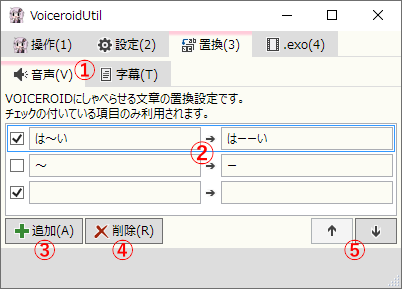 VoiceroidUtil
操作(1) 設定(2) 置換(3) .exo(4)
音声(V) ① 字幕(T)
VOICEROIDにしゃべらせる文章の置換設定です。
チェックの付いている項目のみ利用されます。
は～い → はーーい
②
～ → ー
→
追加(A) 削除(R) ↑ ↓
③ ④ ⑤